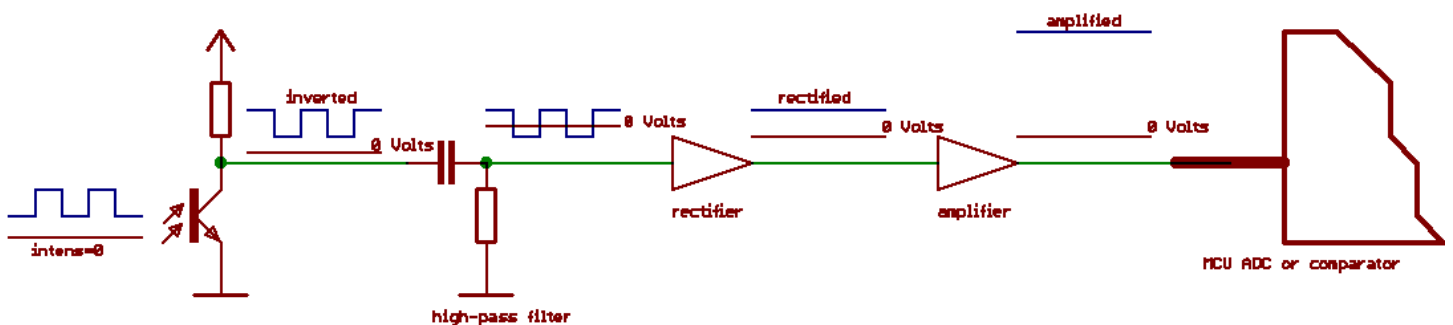 amplified
inverted
rectified
0 Volts
0 Volts
0 Volts
0 Volts
intens=0
rectifier
amplifier
MCU ADC or comparator
high-pass filter